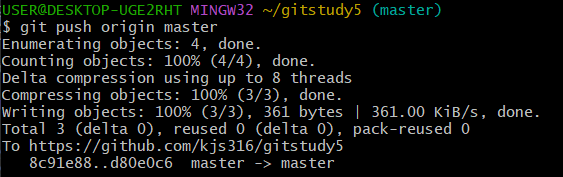 USER@DESKTOP-UGE2RHT MINGW32 ~/gitstudy5 (master)
$ git push origin master
Enumerating objects: 4, done.
Counting objects: 100% (4/4), done.
Delta compression using up to 8 threads
Compressing objects: 100% (3/3), done.
Writing objects: 100% (3/3), 361 bytes | 361.00 KiB/s, done.
Total 3 (delta 0), reused 0 (delta 0), pack-reused 0
To https://github.com/kjs316/gitstudy5
   8c91e88..d80e0c6  master -> master